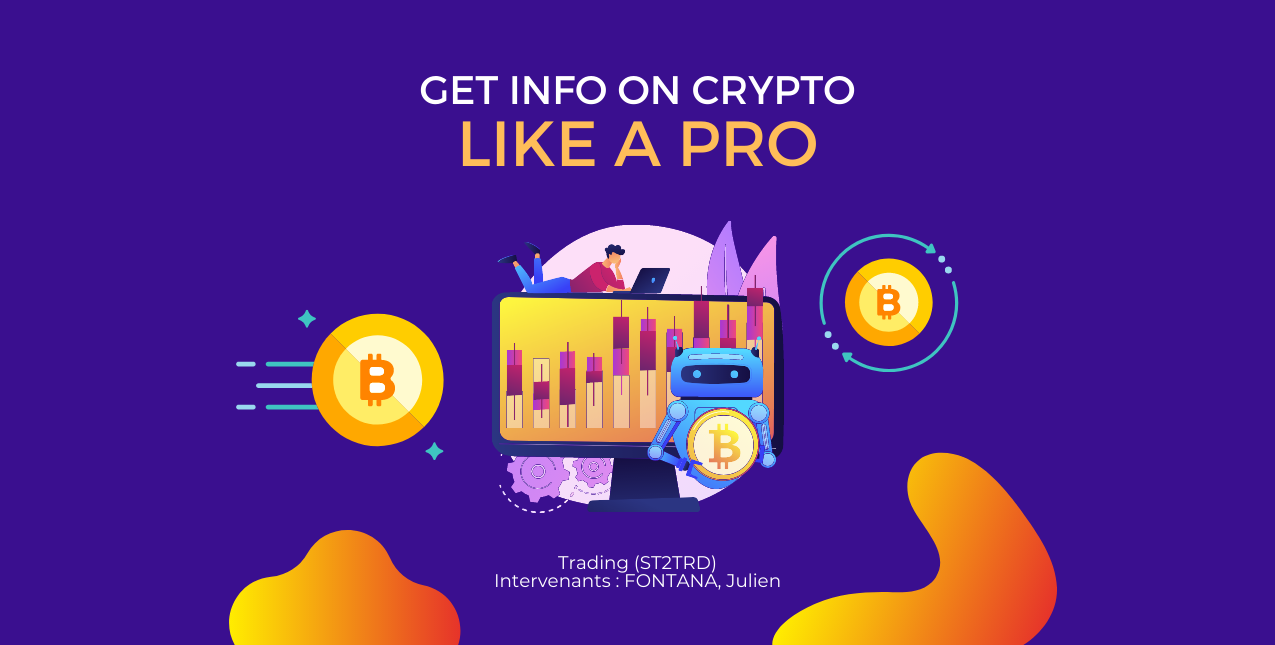 GET INFO ON CRYPTO
LIKE A PRO
Trading (ST2TRD)
Intervenants : FONTANA, Julien